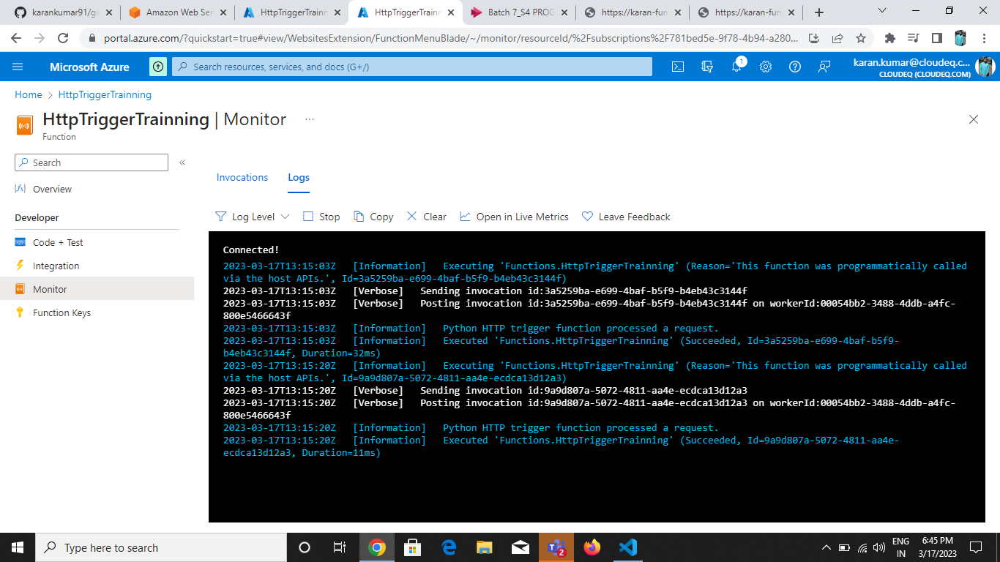 karankumar91/gi
Amazon Web Ser
HttpTriggerTrainn
HttpTriggerTrainn
Batch 7_S4 PROG
https://karan-fun
https://karan-fun
portal.azure.com/?quickstart=true#view/WebsitesExtension/FunctionMenuBlade/~/monitor/resourceId/%2Fsubscriptions%2F781bed5e-9f78-4b94-a280...
Microsoft Azure
Search resources, services, and docs (G+/)
1
karan.kumar@cloudeq.c...
CLOUDEQ (CLOUDEQ.COM)
Home > HttpTriggerTrainning
HttpTriggerTrainning | Monitor ...
Function
Search
«
Overview
Developer
Code + Test
Integration
Monitor
Function Keys
Invocations
Logs
Log Level
Stop
Copy
Clear
Open in Live Metrics
Leave Feedback
Connected!
2023-03-17T13:15:03Z [Information] Executing 'Functions.HttpTriggerTrainning' (Reason='This function was programmatically called
via the host APIs.', Id=3a5259ba-e699-4baf-b5f9-b4eb43c3144f)
2023-03-17T13:15:03Z [Verbose] Sending invocation id:3a5259ba-e699-4baf-b5f9-b4eb43c3144f
2023-03-17T13:15:03Z [Verbose] Posting invocation id:3a5259ba-e699-4baf-b5f9-b4eb43c3144f on workerId:00054bb2-3488-4ddb-a4fc-
800e5466643f
2023-03-17T13:15:03Z [Information] Python HTTP trigger function processed a request.
2023-03-17T13:15:03Z [Information] Executed 'Functions.HttpTriggerTrainning' (Succeeded, Id=3a5259ba-e699-4baf-b5f9-
b4eb43c3144f, Duration=32ms)
2023-03-17T13:15:20Z [Information] Executing 'Functions.HttpTriggerTrainning' (Reason='This function was programmatically called
via the host APIs.', Id=9a9d807a-5072-4811-aa4e-ecdca13d12a3)
2023-03-17T13:15:20Z [Verbose] Sending invocation id:9a9d807a-5072-4811-aa4e-ecdca13d12a3
2023-03-17T13:15:20Z [Verbose] Posting invocation id:9a9d807a-5072-4811-aa4e-ecdca13d12a3 on workerId:00054bb2-3488-4ddb-a4fc-
800e5466643f
2023-03-17T13:15:20Z [Information] Python HTTP trigger function processed a request.
2023-03-17T13:15:20Z [Information] Executed 'Functions.HttpTriggerTrainning' (Succeeded, Id=9a9d807a-5072-4811-aa4e-
ecdca13d12a3, Duration=11ms)
Type here to search
2
ENG
IN
6:45 PM
3/17/2023